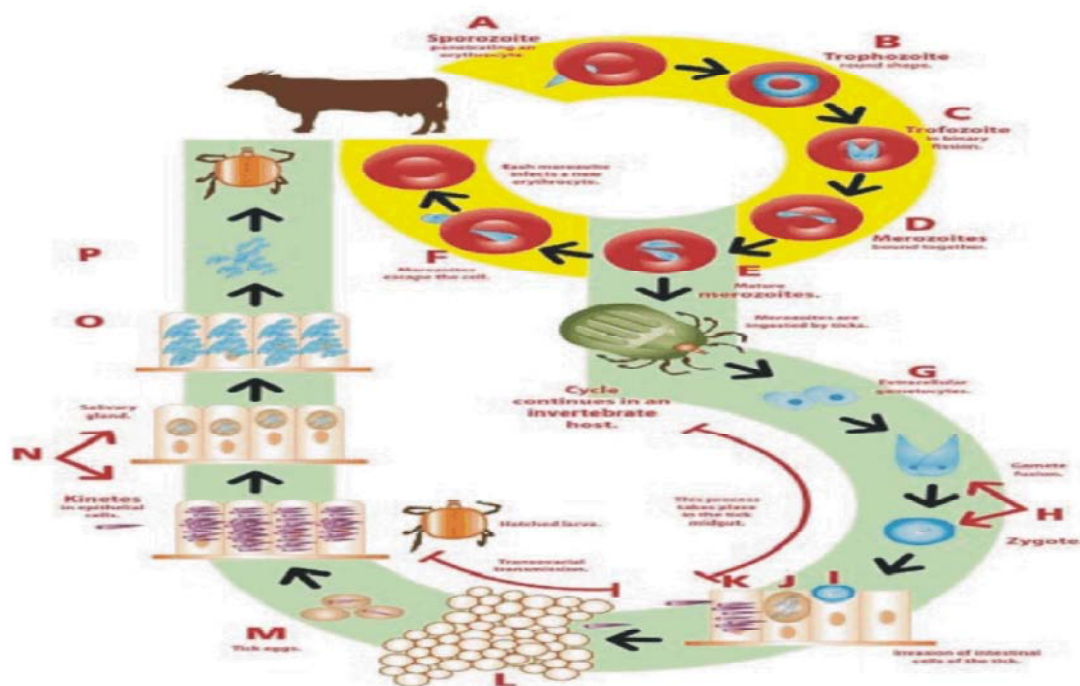 A
Sporozoite
penetrating an
erythrocyte
B
Trophozoite
round shape.
C
Trofozoite
in binary
fission.
D
Merozoites
bound together.
E
Mature
merozoites.
Each merozoite
infects a new
erythrocyte.
F
Merozoites
escape the cell.
Merozoites are
ingested by ticks.
Cycle
continues in an
invertebrate
host.
G
Extracellular
gametocytes.
Gamete
fusion.
H
Zygote
This process
takes place
in the tick
midgut.
K J I
Invasion of intestinal
cells of the tick.
L
Transovarial
transmission.
Hatched larva.
M
Tick eggs.
N
Salivary
gland.
Kinetes
in epithelial
cells.
O
P